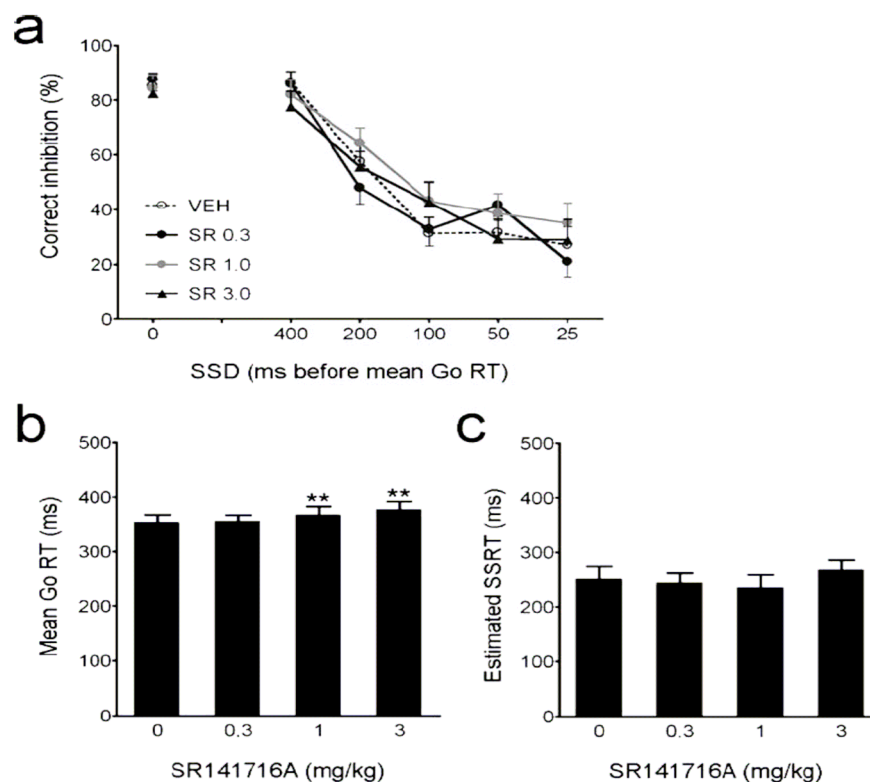 a
100
80
60
40
20
0
Correct inhibition (%)
VEH
SR 0.3
SR 1.0
SR 3.0
0 400 200 100 50 25
SSD (ms before mean Go RT)
b
500
400
300
200
100
0
Mean Go RT (ms)
** **
0 0.3 1 3
SR141716A (mg/kg)
c
500
400
300
200
100
0
Estimated SSRT (ms)
0 0.3 1 3
SR141716A (mg/kg)